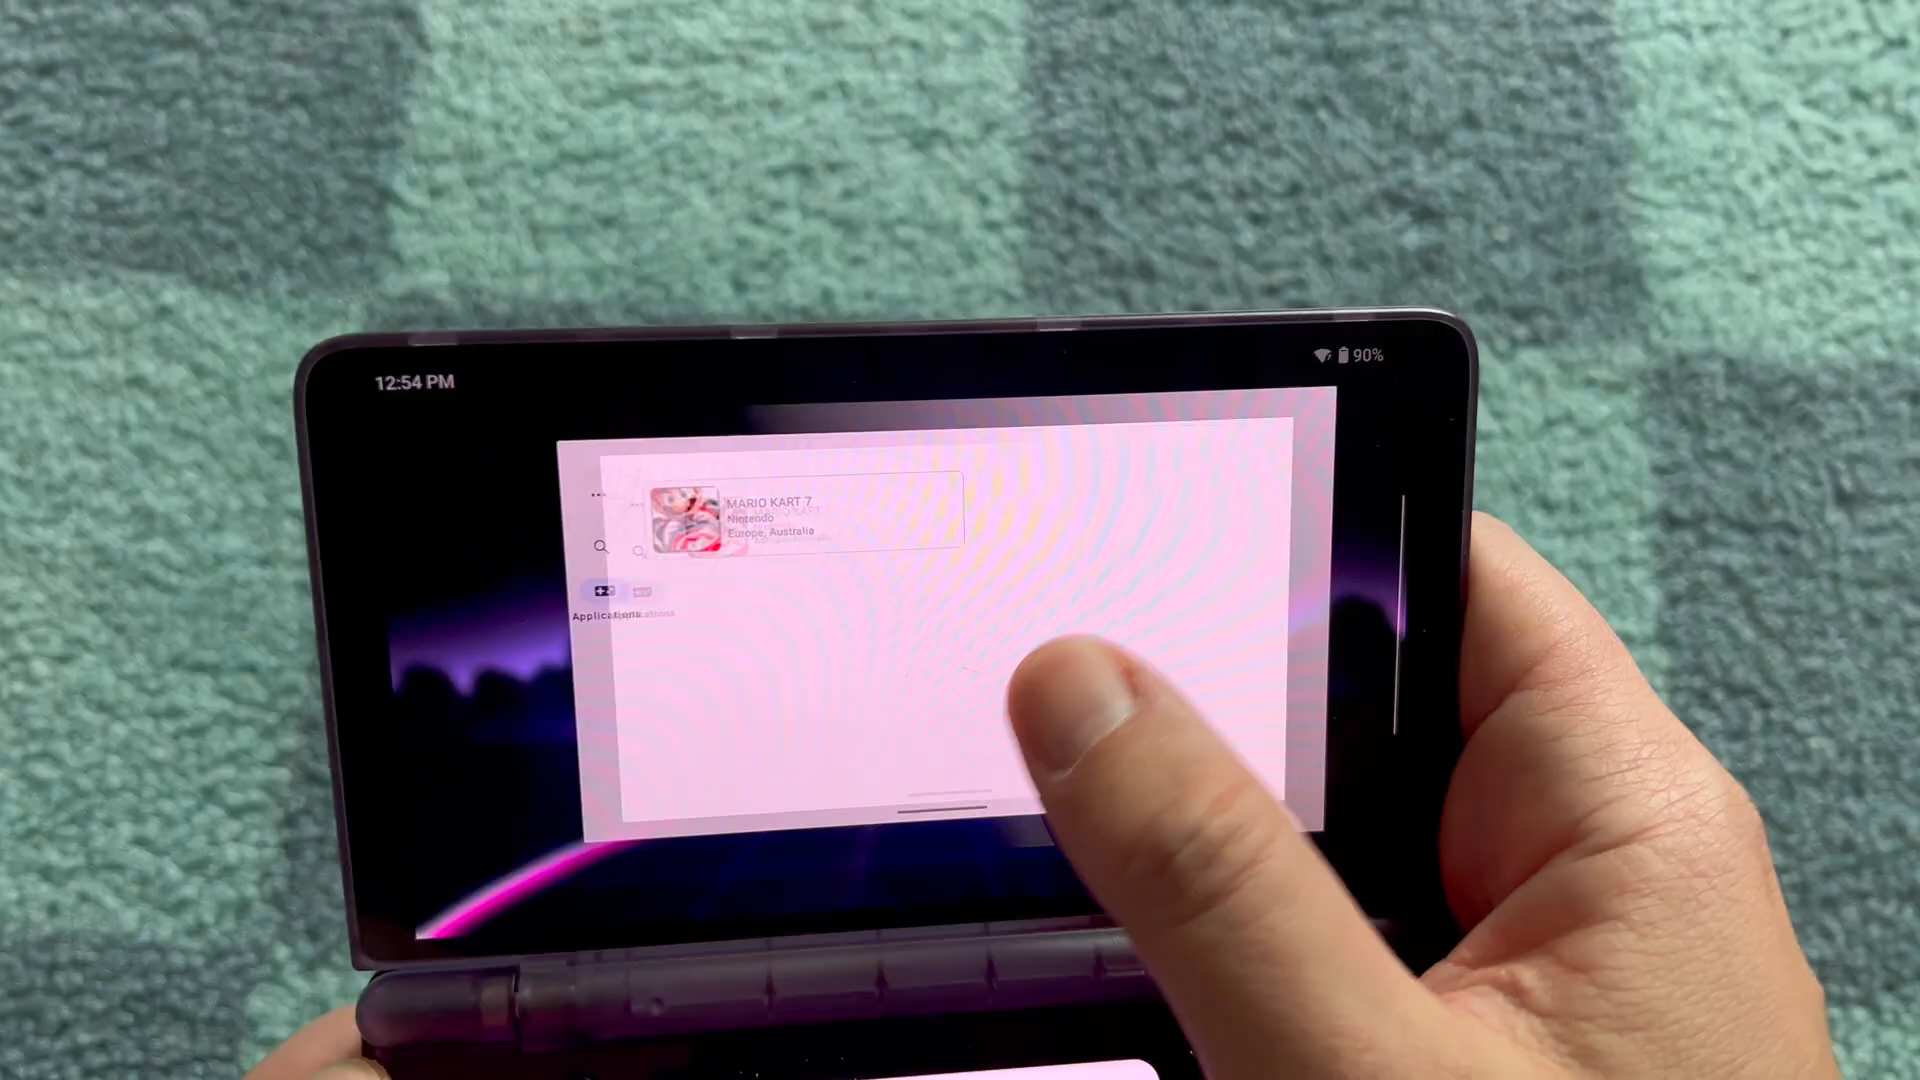 12:54 PM
90%
MARIO KART 7
Nintendo
Europe, Australia
Applications